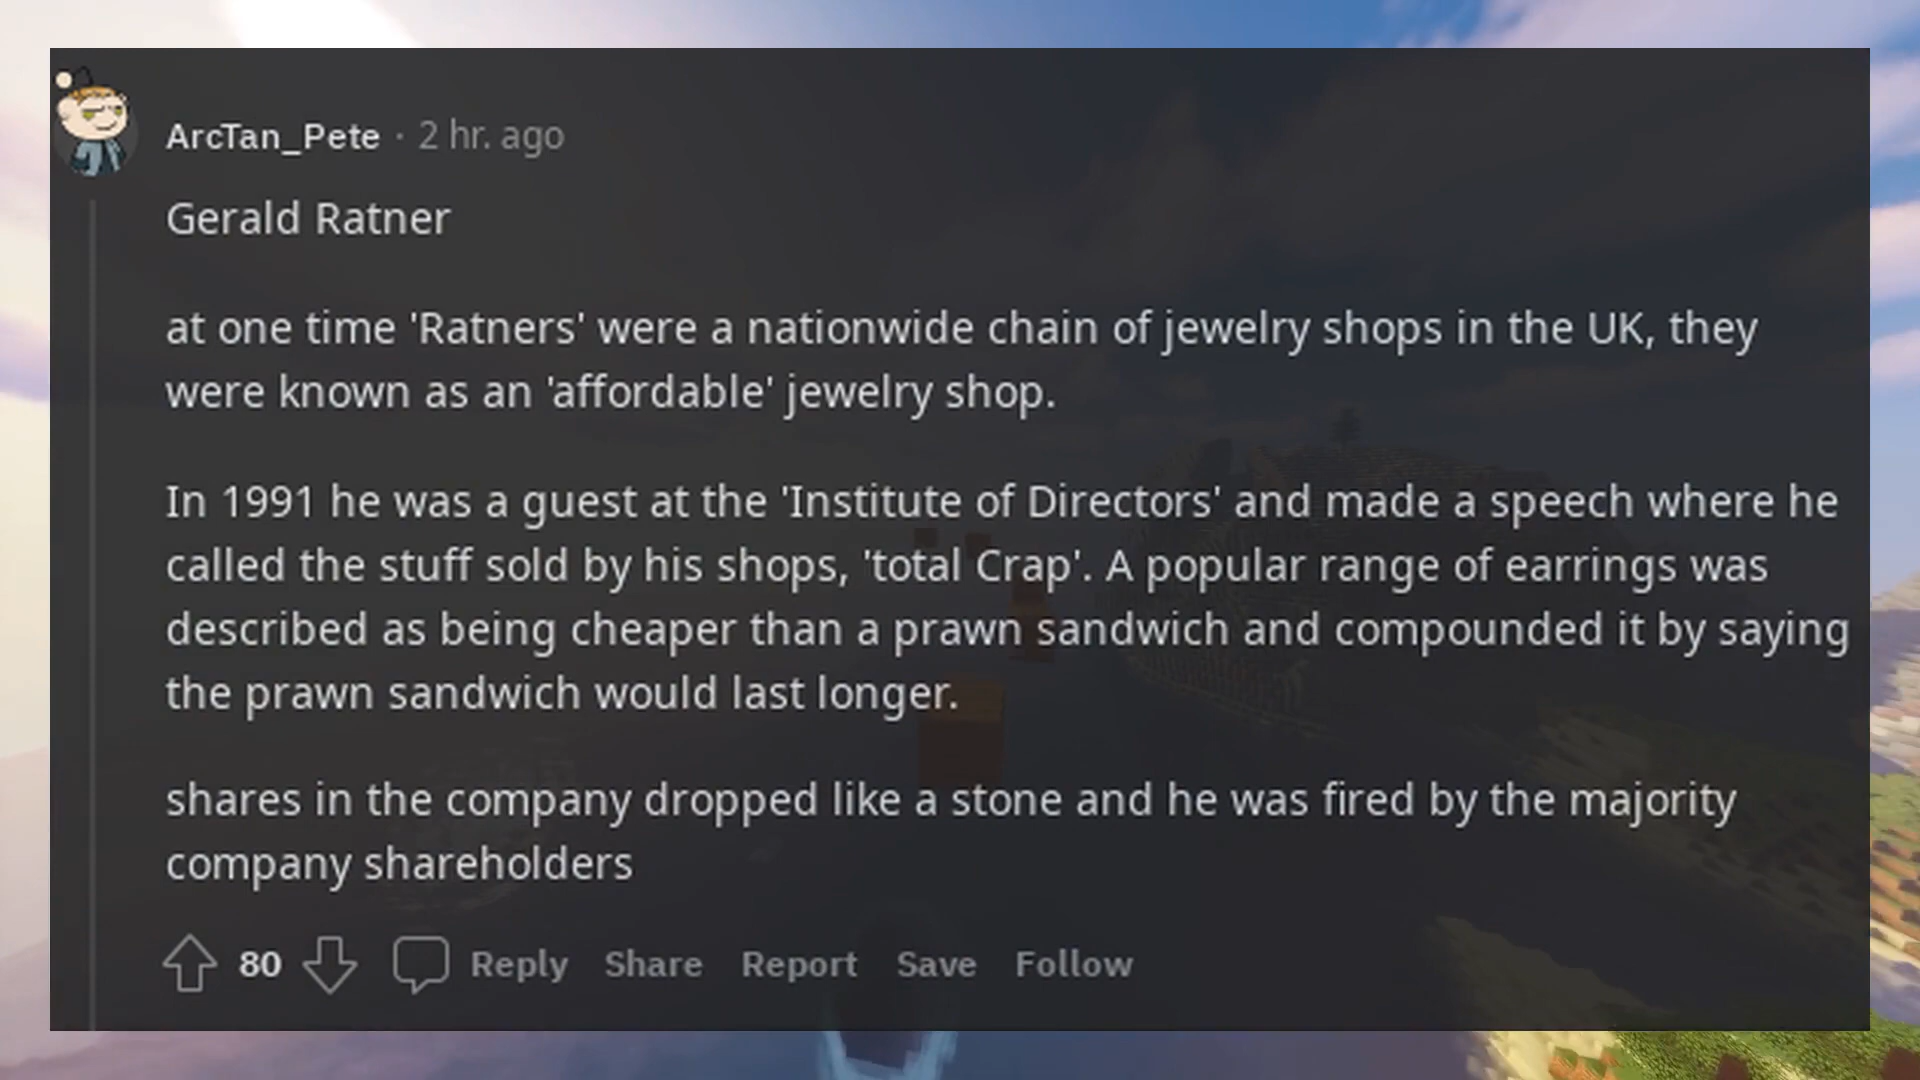 ArcTan_Pete · 2 hr. ago
Gerald Ratner
at one time 'Ratners' were a nationwide chain of jewelry shops in the UK, they
were known as an 'affordable' jewelry shop.
In 1991 he was a guest at the 'Institute of Directors' and made a speech where he
called the stuff sold by his shops, 'total Crap'. A popular range of earrings was
described as being cheaper than a prawn sandwich and compounded it by saying
the prawn sandwich would last longer.
shares in the company dropped like a stone and he was fired by the majority
company shareholders
80 Reply Share Report Save Follow